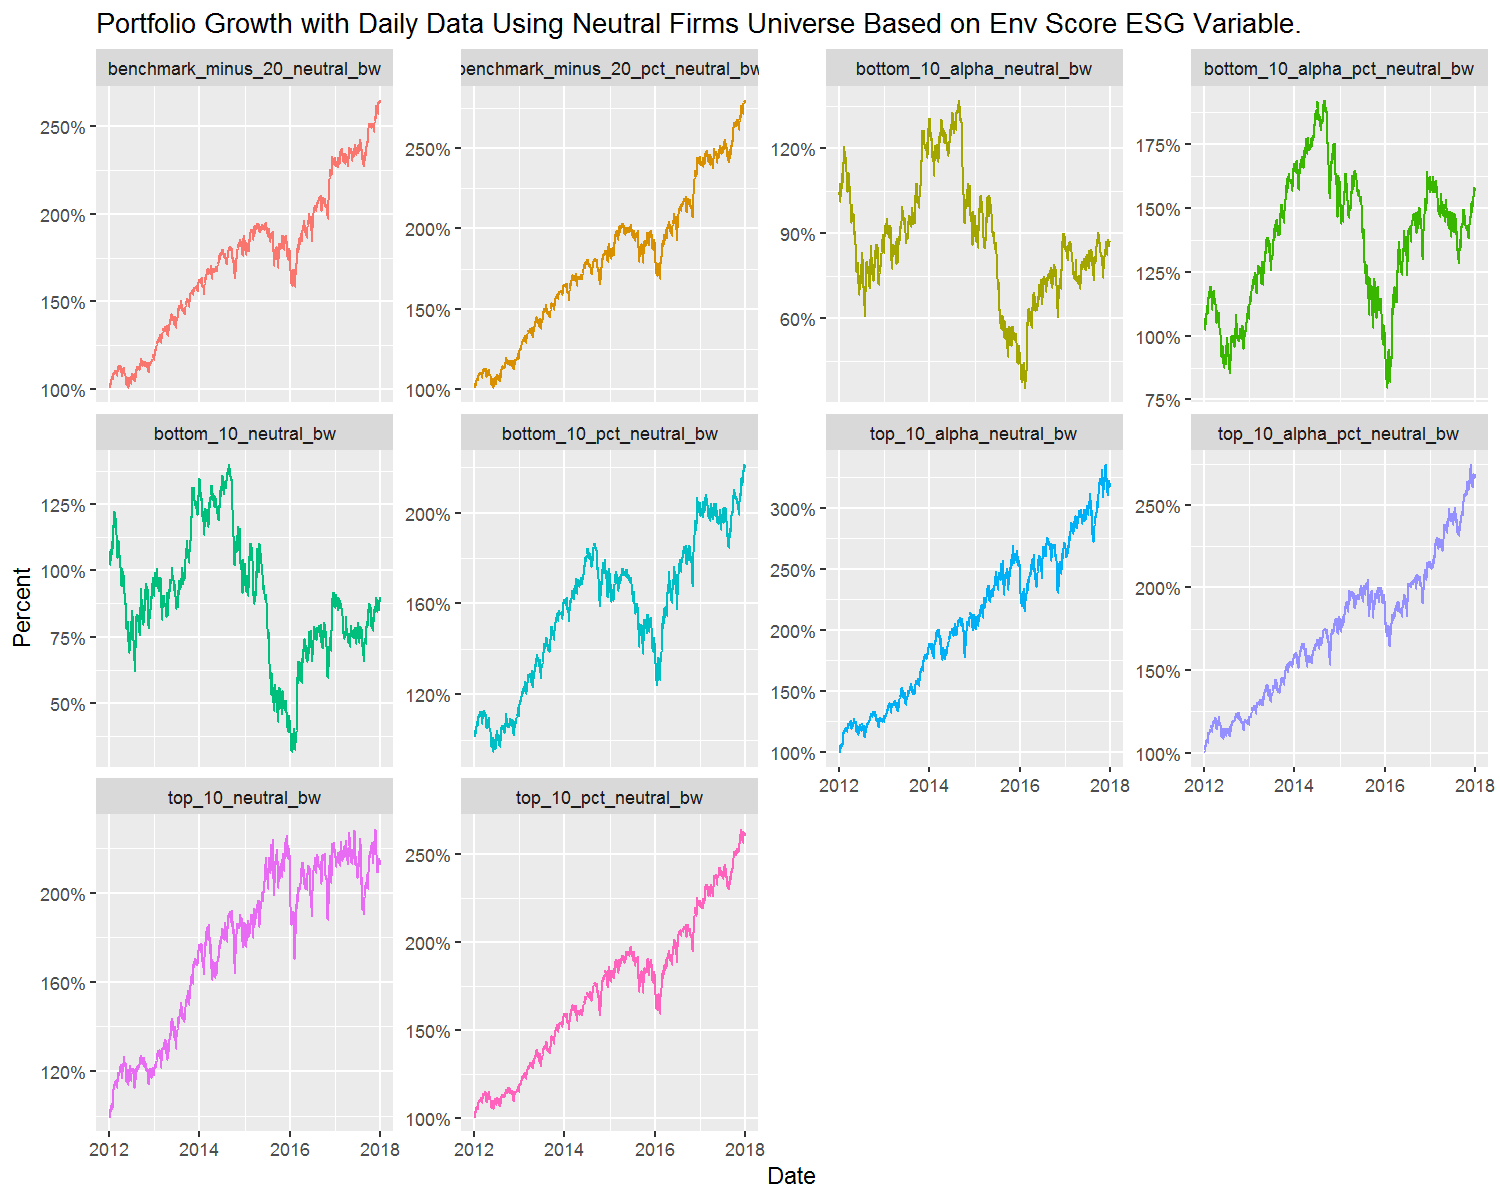 Portfolio Growth with Daily Data Using Neutral Firms Universe Based on Env Score ESG Variable.
benchmark_minus_20_neutral_bw
benchmark_minus_20_pct_neutral_bw
bottom_10_alpha_neutral_bw
bottom_10_alpha_pct_neutral_bw
250%
200%
150%
100%
250%
200%
150%
100%
120%
90%
60%
175%
150%
125%
100%
75%
bottom_10_neutral_bw
bottom_10_pct_neutral_bw
top_10_alpha_neutral_bw
top_10_alpha_pct_neutral_bw
125%
100%
75%
50%
200%
160%
120%
300%
250%
200%
150%
100%
250%
200%
150%
100%
2012 2014 2016 2018
2012 2014 2016 2018
top_10_neutral_bw
top_10_pct_neutral_bw
200%
160%
120%
250%
200%
150%
100%
2012 2014 2016 2018
2012 2014 2016 2018
Percent
Date